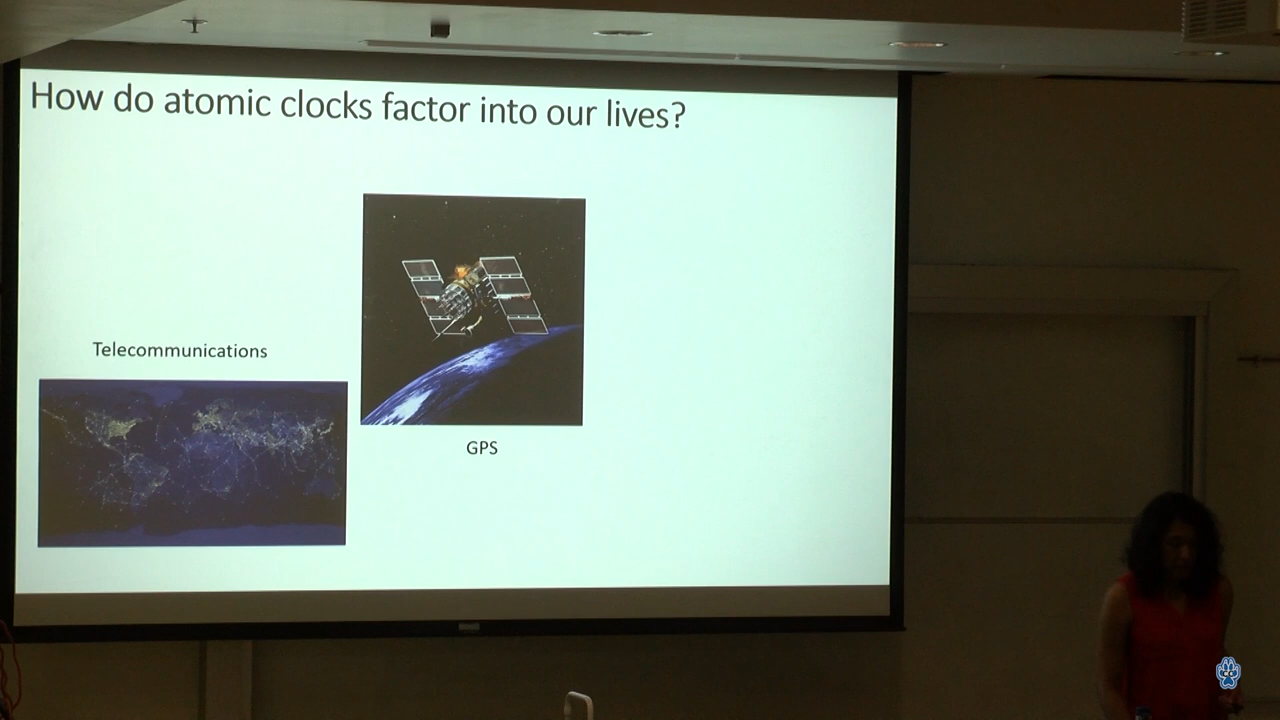 How do atomic clocks factor into our lives?
Telecommunications
GPS